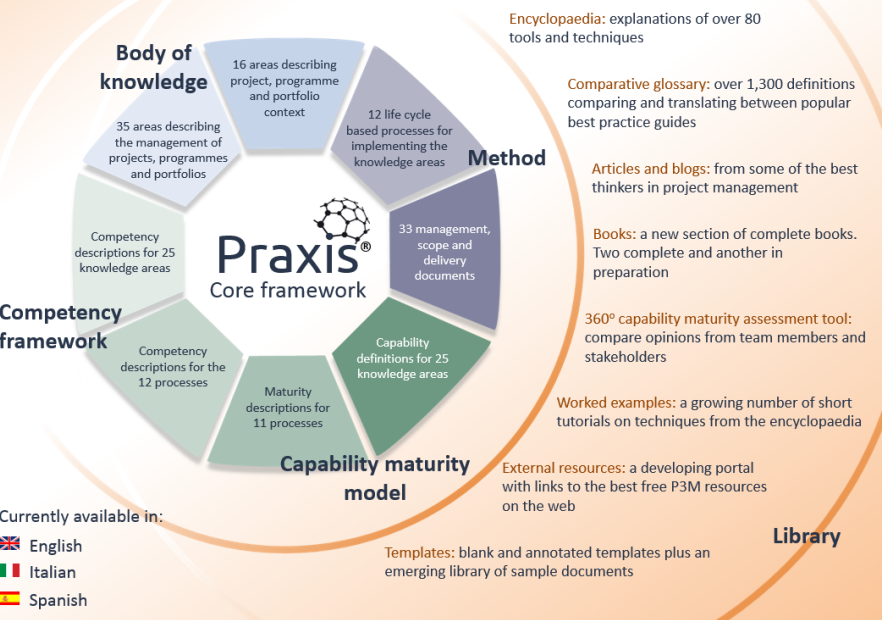 Body of
knowledge
16 areas describing
project, programme
and portfolio
context
35 areas describing
the management of
projects, programmes
and portfolios
12 life cycle
based processes for
implementing the
knowledge areas
Method
33 management,
scope and
delivery
documents
Competency
descriptions for 25
knowledge areas
Praxis®
Core framework
Competency
framework
Competency
descriptions for the
12 processes
Maturity
descriptions for
11 processes
Capability
definitions for 25
knowledge areas
Capability maturity
model
Encyclopaedia: explanations of over 80
tools and techniques
Comparative glossary: over 1,300 definitions
comparing and translating between popular
best practice guides
Articles and blogs: from some of the best
thinkers in project management
Books: a new section of complete books.
Two complete and another in
preparation
360º capability maturity assessment tool:
compare opinions from team members and
stakeholders
Worked examples: a growing number of short
tutorials on techniques from the encyclopaedia
External resources: a developing portal
with links to the best free P3M resources
on the web
Library
Templates: blank and annotated templates plus an
emerging library of sample documents
Currently available in:
English
Italian
Spanish